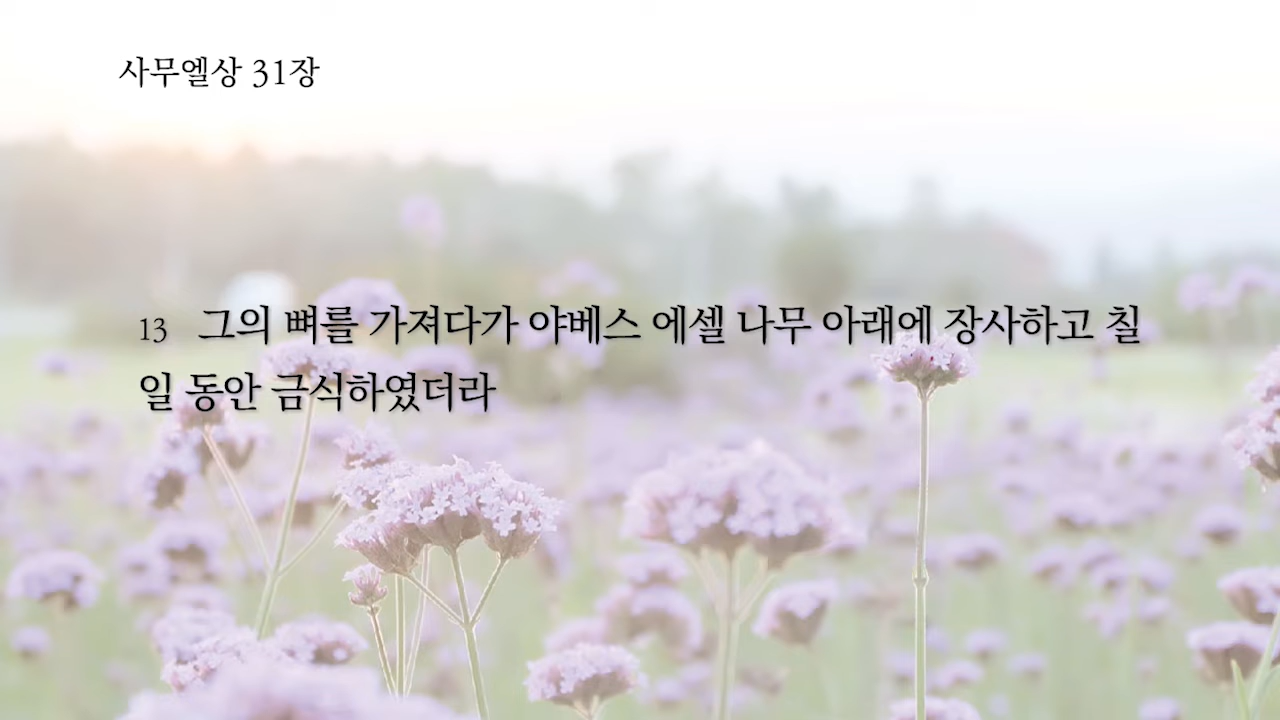 사무엘상 31장
13 그의 뼈를 가져다가 야베스 에셀 나무 아래에 장사하고 칠
일 동안 금식하였더라